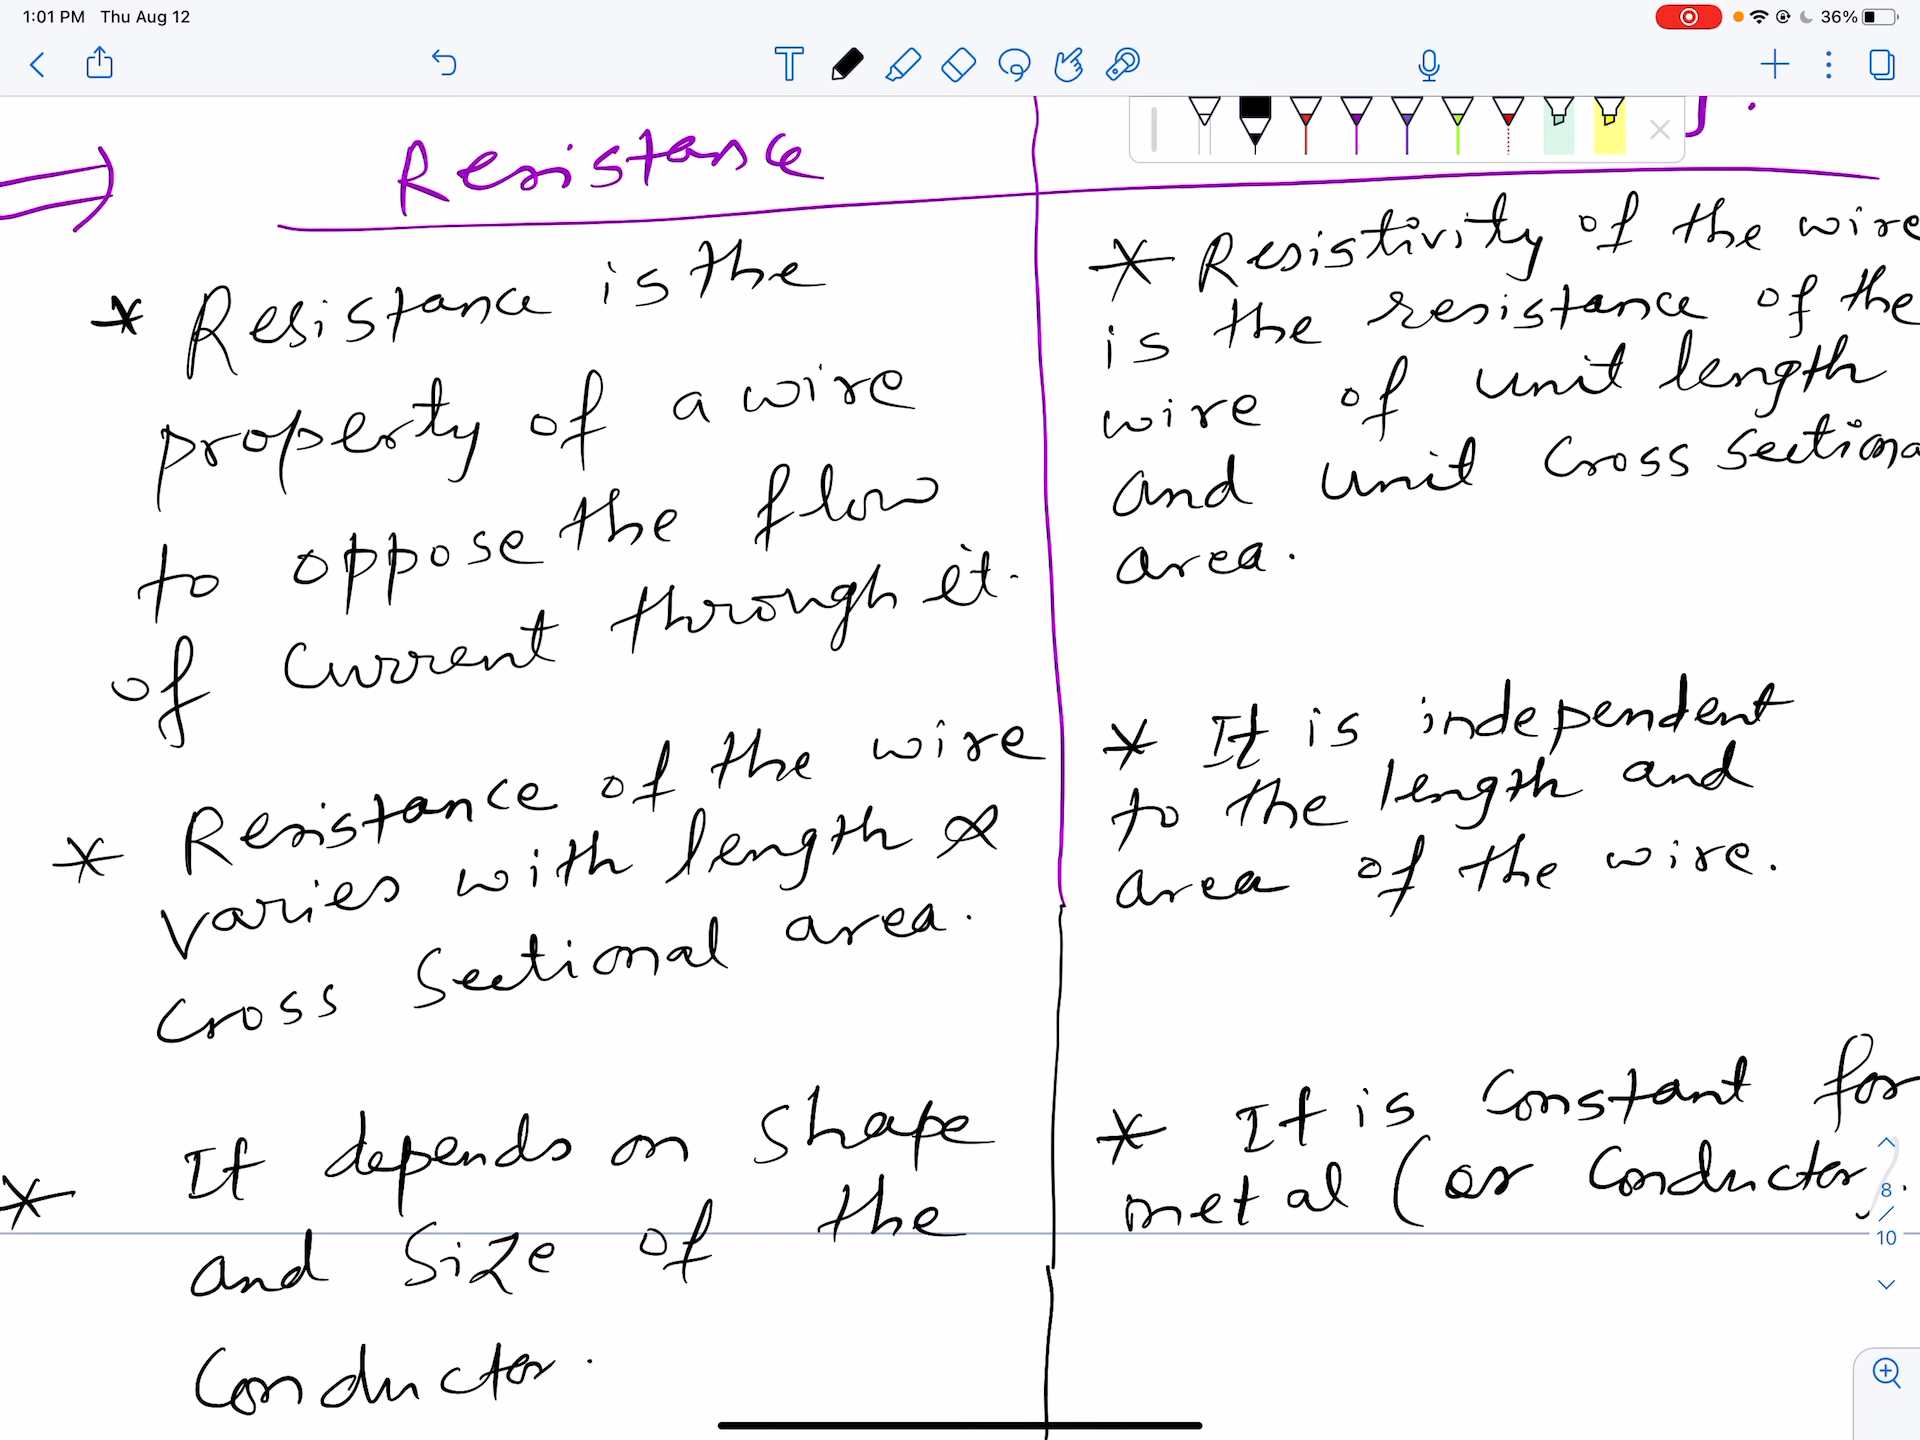 1:01 PM Thu Aug 12
36%
Resistance
* Resistance is the
property of a wire
to oppose the flow
of current through it.
* Resistance of the wire
varies with length &
cross sectional area.
* It depends on shape
and size of the
conductor.
* Resistivity of the wire
is the resistance of the
wire of unit length
and unit cross sectiona
area.
* It is independent
to the length and
area of the wire.
* It is constant for
metal (or conductor).
8
/
10